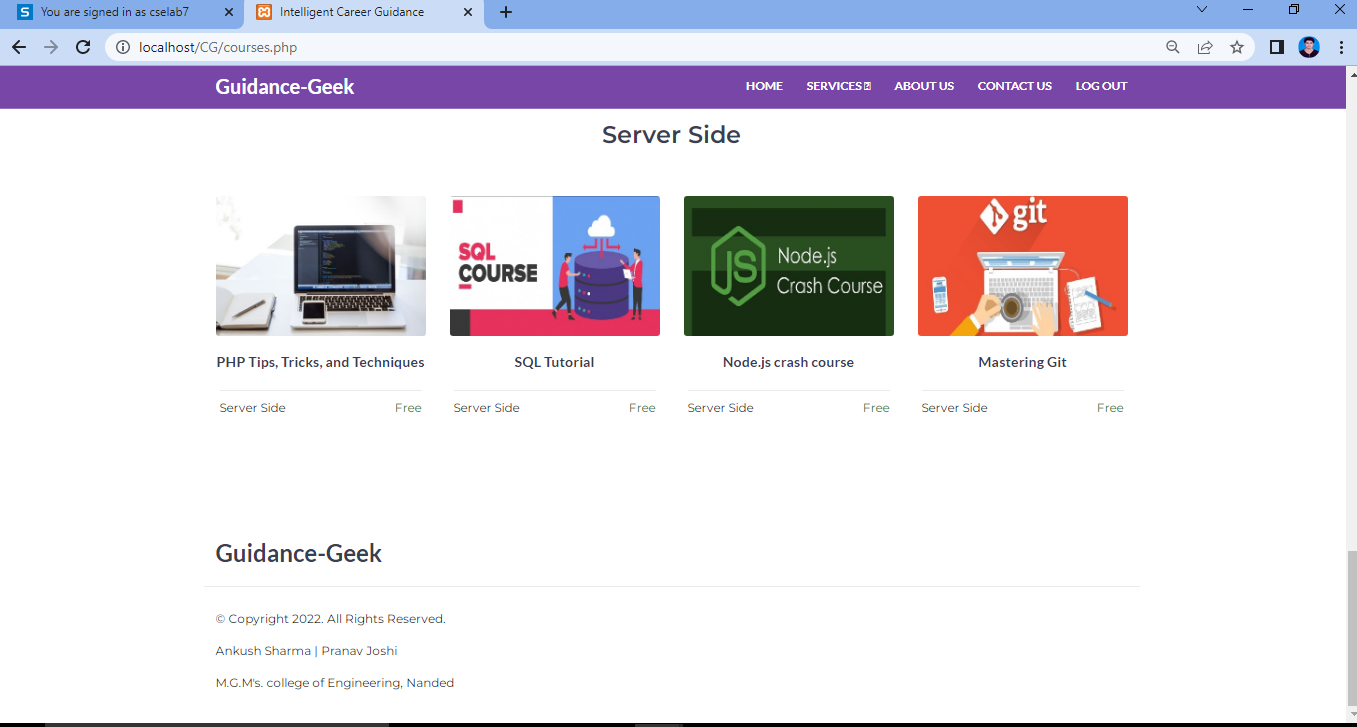 You are signed in as cselab7
Intelligent Career Guidance
localhost/CG/courses.php
Guidance-Geek
HOME
SERVICES
ABOUT US
CONTACT US
LOG OUT
Server Side
SQL
COURSE
JS
Node.js
Crash Course
git
PHP Tips, Tricks, and Techniques
SQL Tutorial
Node.js crash course
Mastering Git
Server Side Free
Server Side Free
Server Side Free
Server Side Free
Guidance-Geek
© Copyright 2022. All Rights Reserved.
Ankush Sharma | Pranav Joshi
M.G.M's. college of Engineering, Nanded